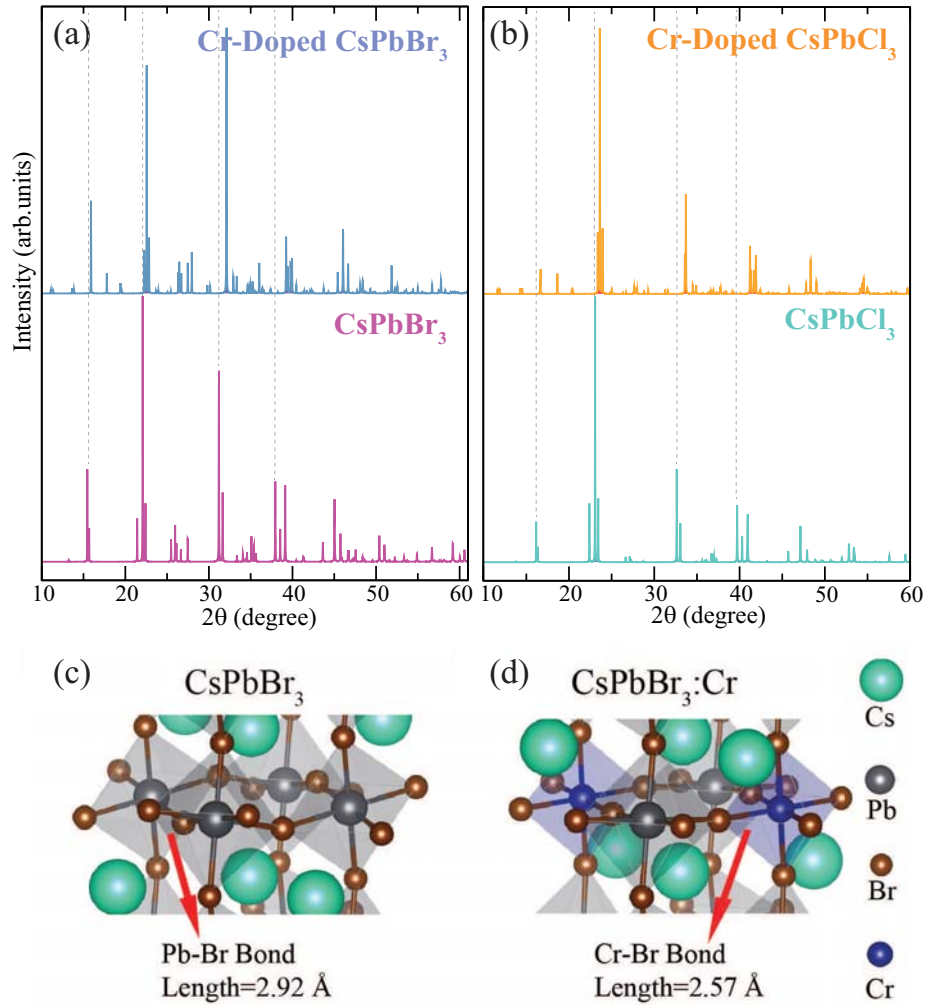 (a)
Cr-Doped CsPbBr₃
CsPbBr₃
Intensity (arb.units)
10 20 30 40 50 60
2θ (degree)
(b)
Cr-Doped CsPbCl₃
CsPbCl₃
10 20 30 40 50 60
2θ (degree)
(c)
CsPbBr₃
Pb-Br Bond
Length=2.92 Å
(d)
CsPbBr₃:Cr
Cr-Br Bond
Length=2.57 Å
Cs
Pb
Br
Cr